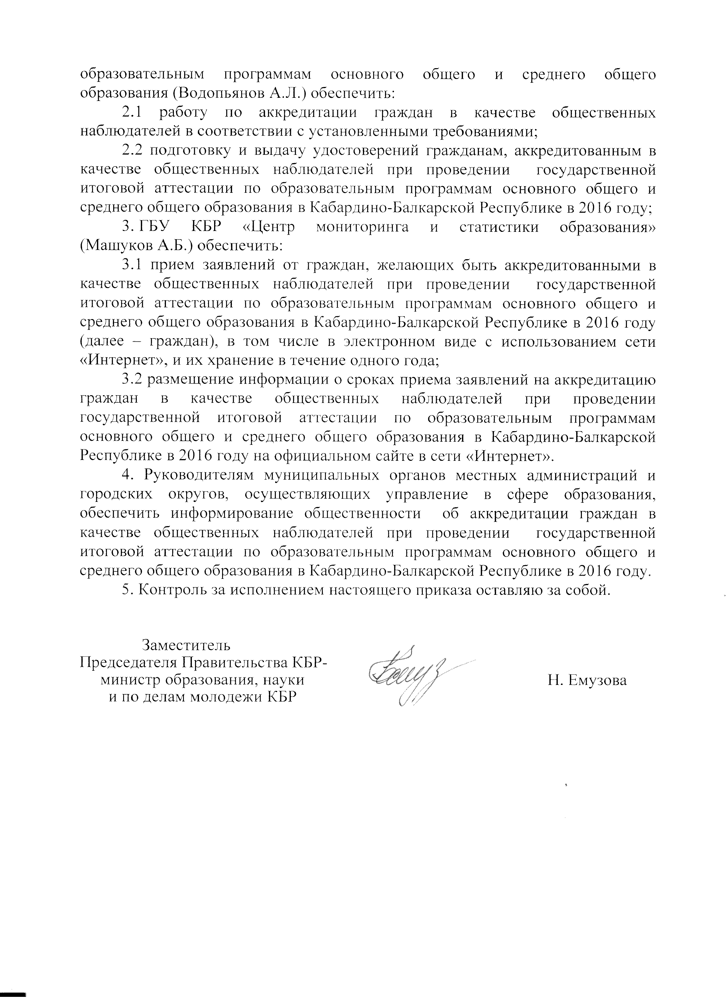 образовательным программам основного общего и среднего общего
образования (Водопьянов А.Л.) обеспечить:
2.1 работу по аккредитации граждан в качестве общественных
наблюдателей в соответствии с установленными требованиями;
2.2 подготовку и выдачу удостоверений гражданам, аккредитованным в
качестве общественных наблюдателей при проведении государственной
итоговой аттестации по образовательным программам основного общего и
среднего общего образования в Кабардино-Балкарской Республике в 2016 году;
3. ГБУ КБР «Центр мониторинга и статистики образования»
(Машуков А.Б.) обеспечить:
3.1 прием заявлений от граждан, желающих быть аккредитованными в
качестве общественных наблюдателей при проведении государственной
итоговой аттестации по образовательным программам основного общего и
среднего общего образования в Кабардино-Балкарской Республике в 2016 году
(далее – граждан), в том числе в электронном виде с использованием сети
«Интернет», и их хранение в течение одного года;
3.2 размещение информации о сроках приема заявлений на аккредитацию
граждан в качестве общественных наблюдателей при проведении
государственной итоговой аттестации по образовательным программам
основного общего и среднего общего образования в Кабардино-Балкарской
Республике в 2016 году на официальном сайте в сети «Интернет».
4. Руководителям муниципальных органов местных администраций и
городских округов, осуществляющих управление в сфере образования,
обеспечить информирование общественности об аккредитации граждан в
качестве общественных наблюдателей при проведении государственной
итоговой аттестации по образовательным программам основного общего и
среднего общего образования в Кабардино-Балкарской Республике в 2016 году.
5. Контроль за исполнением настоящего приказа оставляю за собой.
Заместитель
Председателя Правительства КБР-
министр образования, науки
и по делам молодежи КБР
Н. Емузова